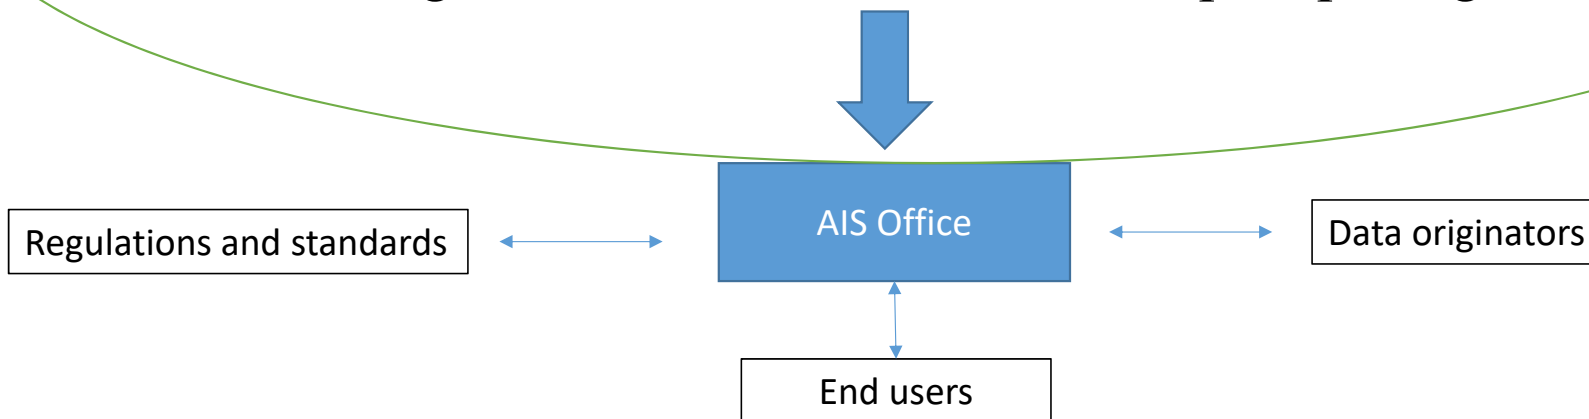 AIS Office
Regulations and standards
Data originators
End users